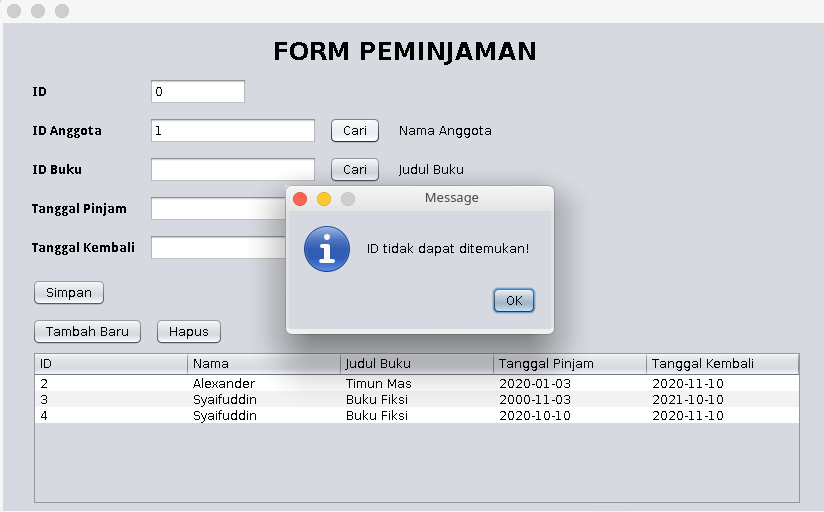 FORM PEMINJAMAN
ID 0
ID Anggota 1 Cari Nama Anggota
ID Buku Cari Judul Buku
Message
Tanggal Pinjam
ID tidak dapat ditemukan!
Tanggal Kembali
Simpan OK
Tambah Baru Hapus
ID Nama Judul Buku Tanggal Pinjam Tanggal Kembali
2 Alexander Timun Mas 2020-01-03 2020-11-10
3 Syaifuddin Buku Fiksi 2000-11-03 2021-10-10
4 Syaifuddin Buku Fiksi 2020-10-10 2020-11-10